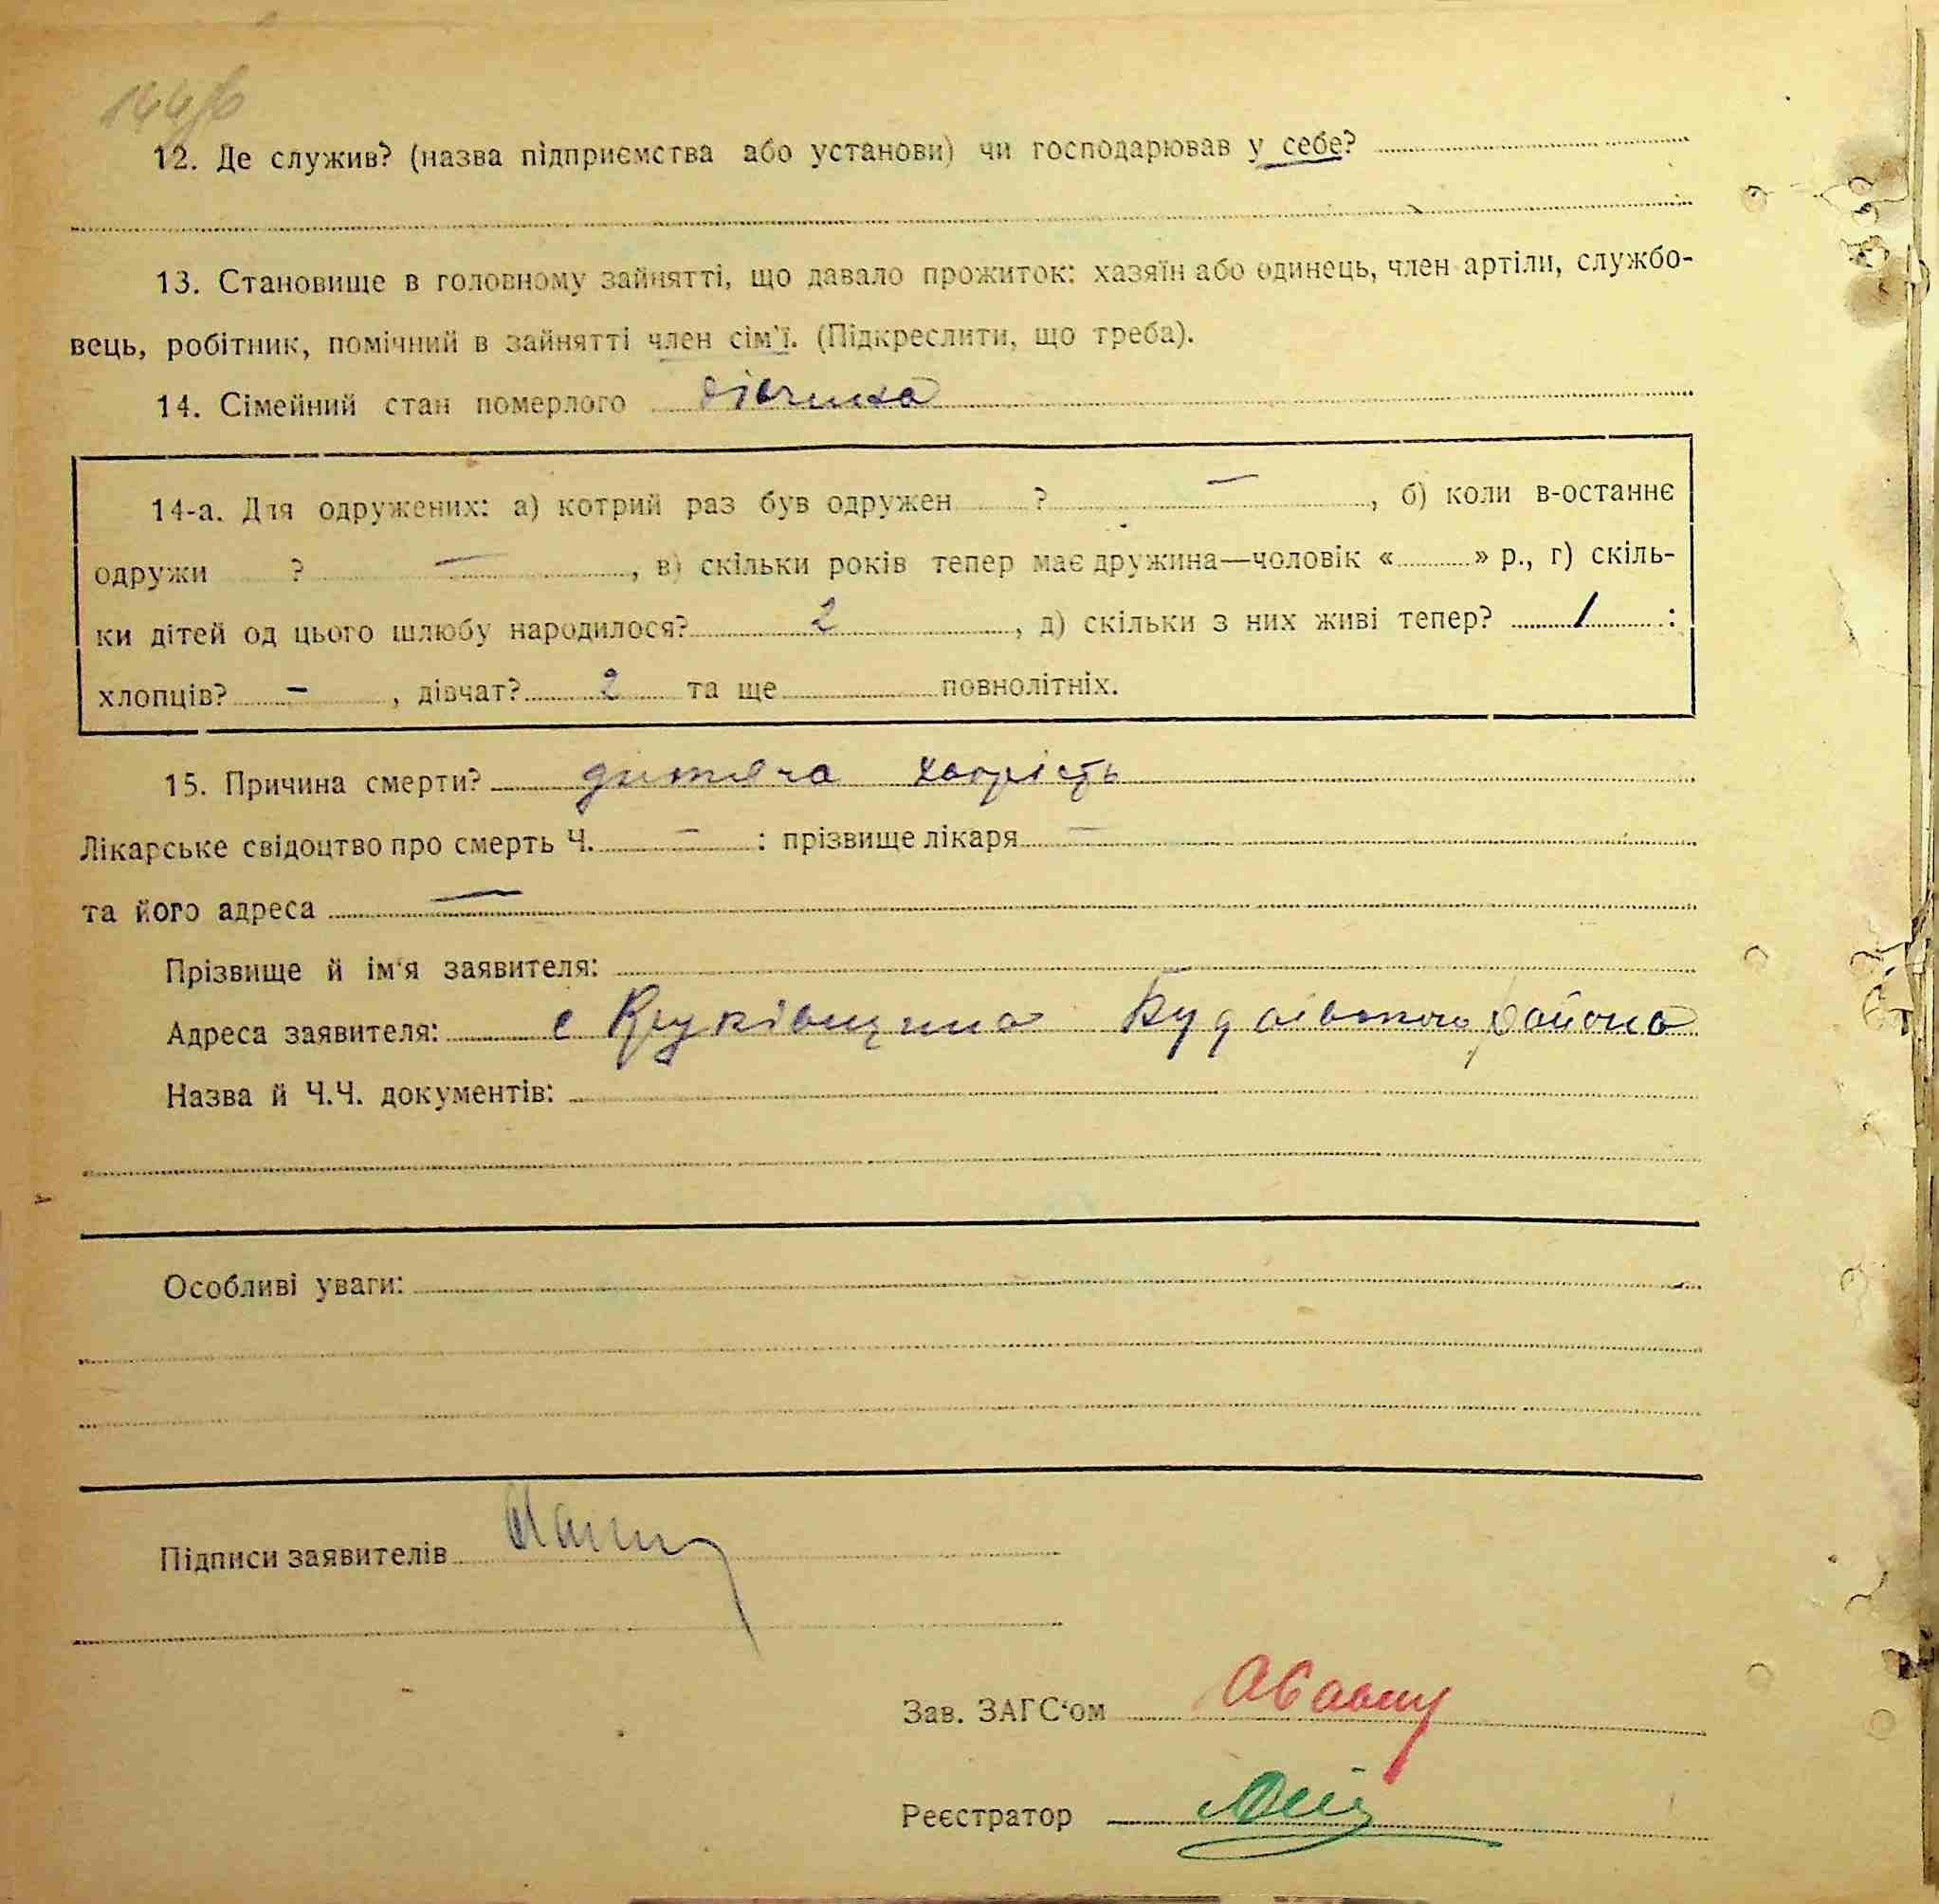 12. Де служив? (назва підприємства або установи) чи господарював у себе?
13. Становище в головному зайнятті, що давало прожиток: хазяїн або одинець, член артіли, службо-
вець, робітник, помічний в зайнятті член сім'ї. (Підкреслити, що треба).
14. Сімейний стан померлого дівчина
14-а. Для одружених: а) котрий раз був одружен ? — , б) коли в-останнє
одружи ? — , в) скільки років тепер має дружина—чоловік « » р., г) скіль-
ки дітей од цього шлюбу народилося? 2 , д) скільки з них живі тепер? 1 :
хлопців? – , дівчат? 2 та ще повнолітніх.
15. Причина смерти? дитяча хворість
Лікарське свідоцтво про смерть Ч. – : прізвище лікаря —
та його адреса —
Прізвище й ім'я заявителя:
Адреса заявителя: с Круківщина Будаївського району
Назва й Ч.Ч. документів:
Особливі уваги:
Підписи заявителів
Зав. ЗАГС'ом
Реєстратор